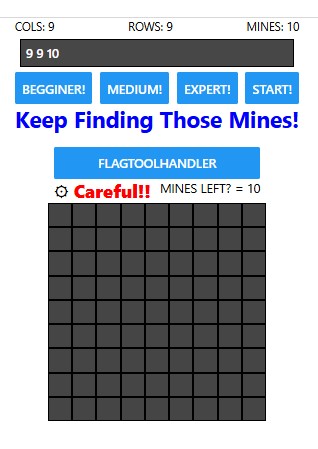 COLS: 9 ROWS: 9 MINES: 10
9 9 10
BEGGINER! MEDIUM! EXPERT! START!
Keep Finding Those Mines!
FLAGTOOLHANDLER
Careful!! MINES LEFT? = 10